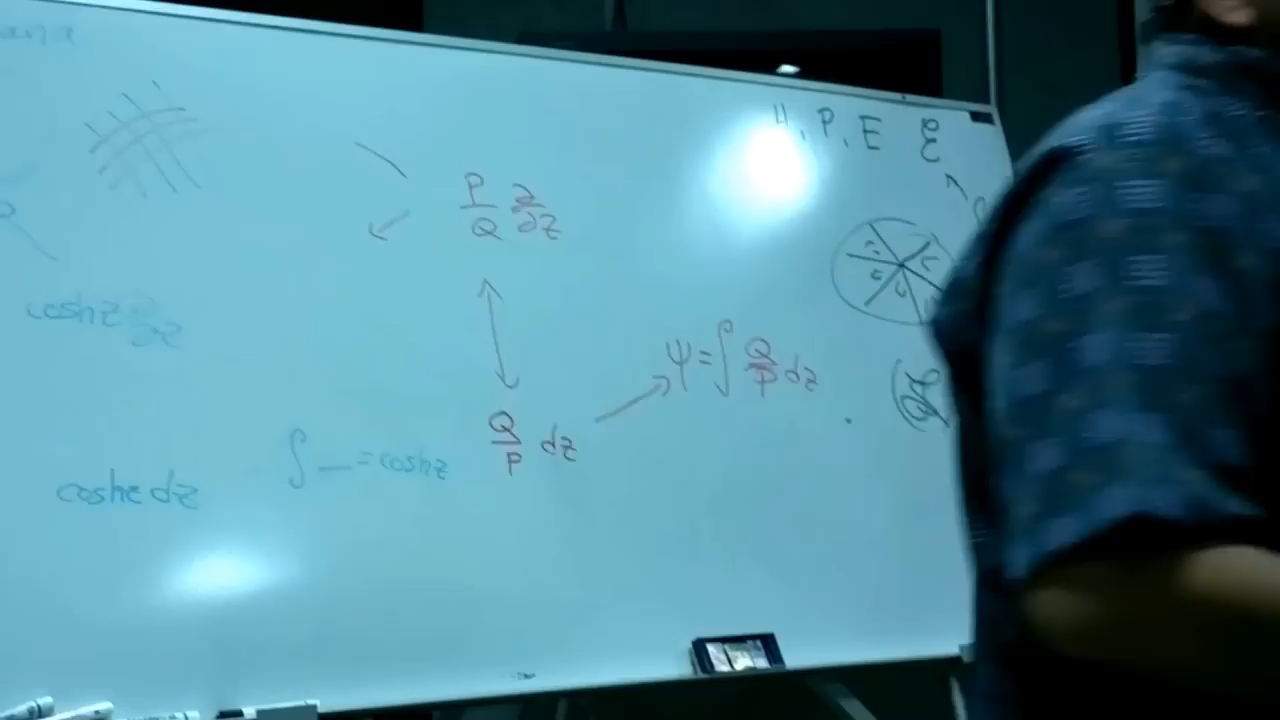 H, P, E ℰ
P/Q ∂/∂z
cosh z ∂/∂z
ψ = ∫ Q/P dz
Q/P dz
∫ — = cosh z
cosh z dz